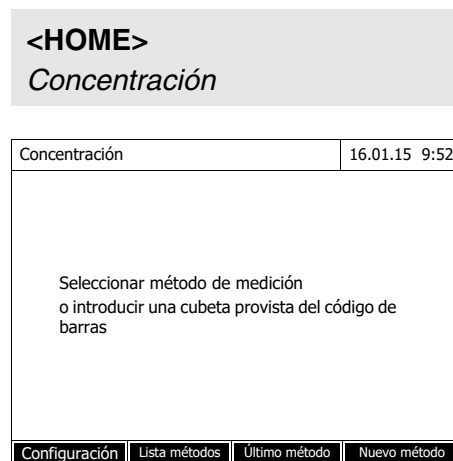 <HOME>
Concentración
Concentración 16.01.15 9:52
Seleccionar método de medición
o introducir una cubeta provista del código de
barras
Configuración Lista métodos Último método Nuevo método